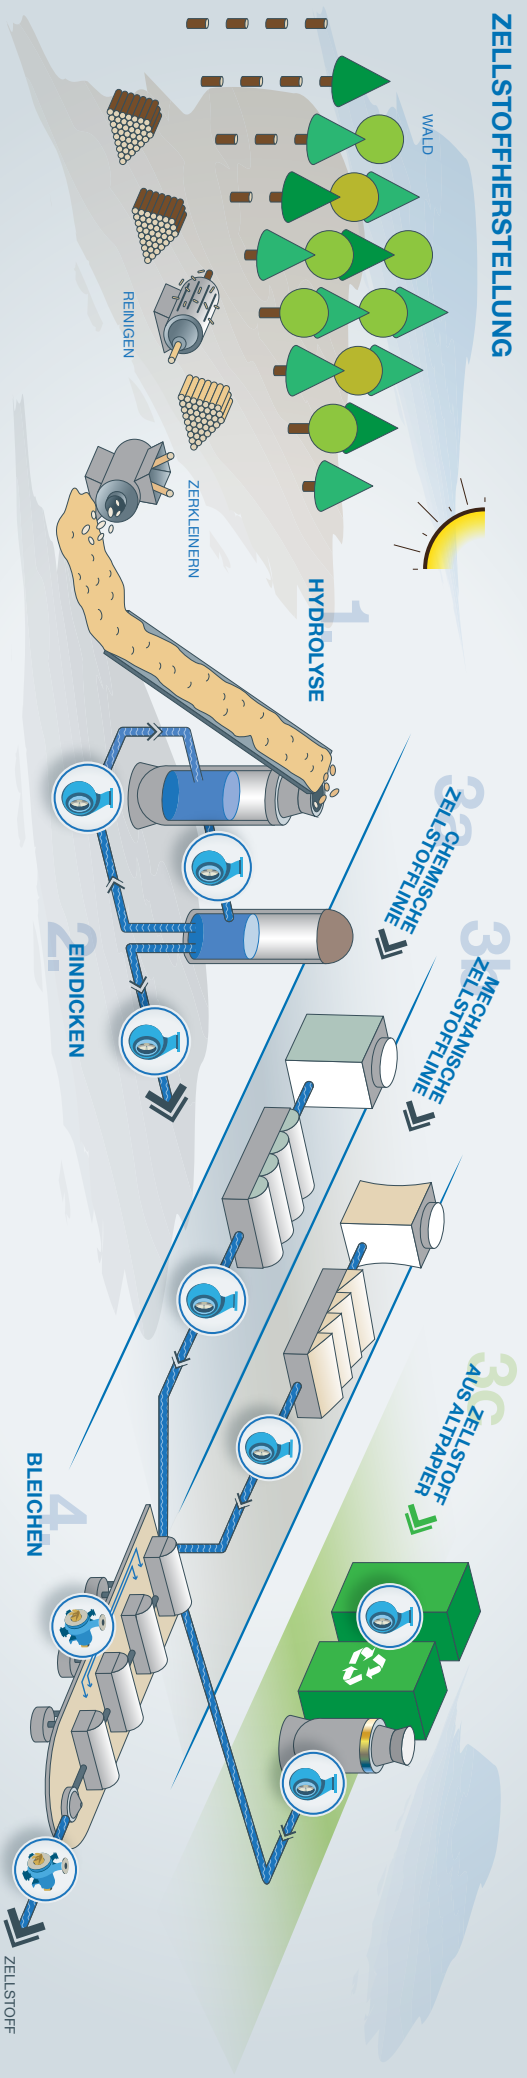 ZELLSTOFFHERSTELLUNG
WALD
REINIGEN
ZERKLEINERN
1.
HYDROLYSE
2.
EINDICKEN
3a
CHEMISCHE
ZELLSTOFFLINIE
3b
MECHANISCHE
ZELLSTOFFLINIE
3c
ZELLSTOFF
AUS ALTPAPIER
4.
BLEICHEN
ZELLSTOFF